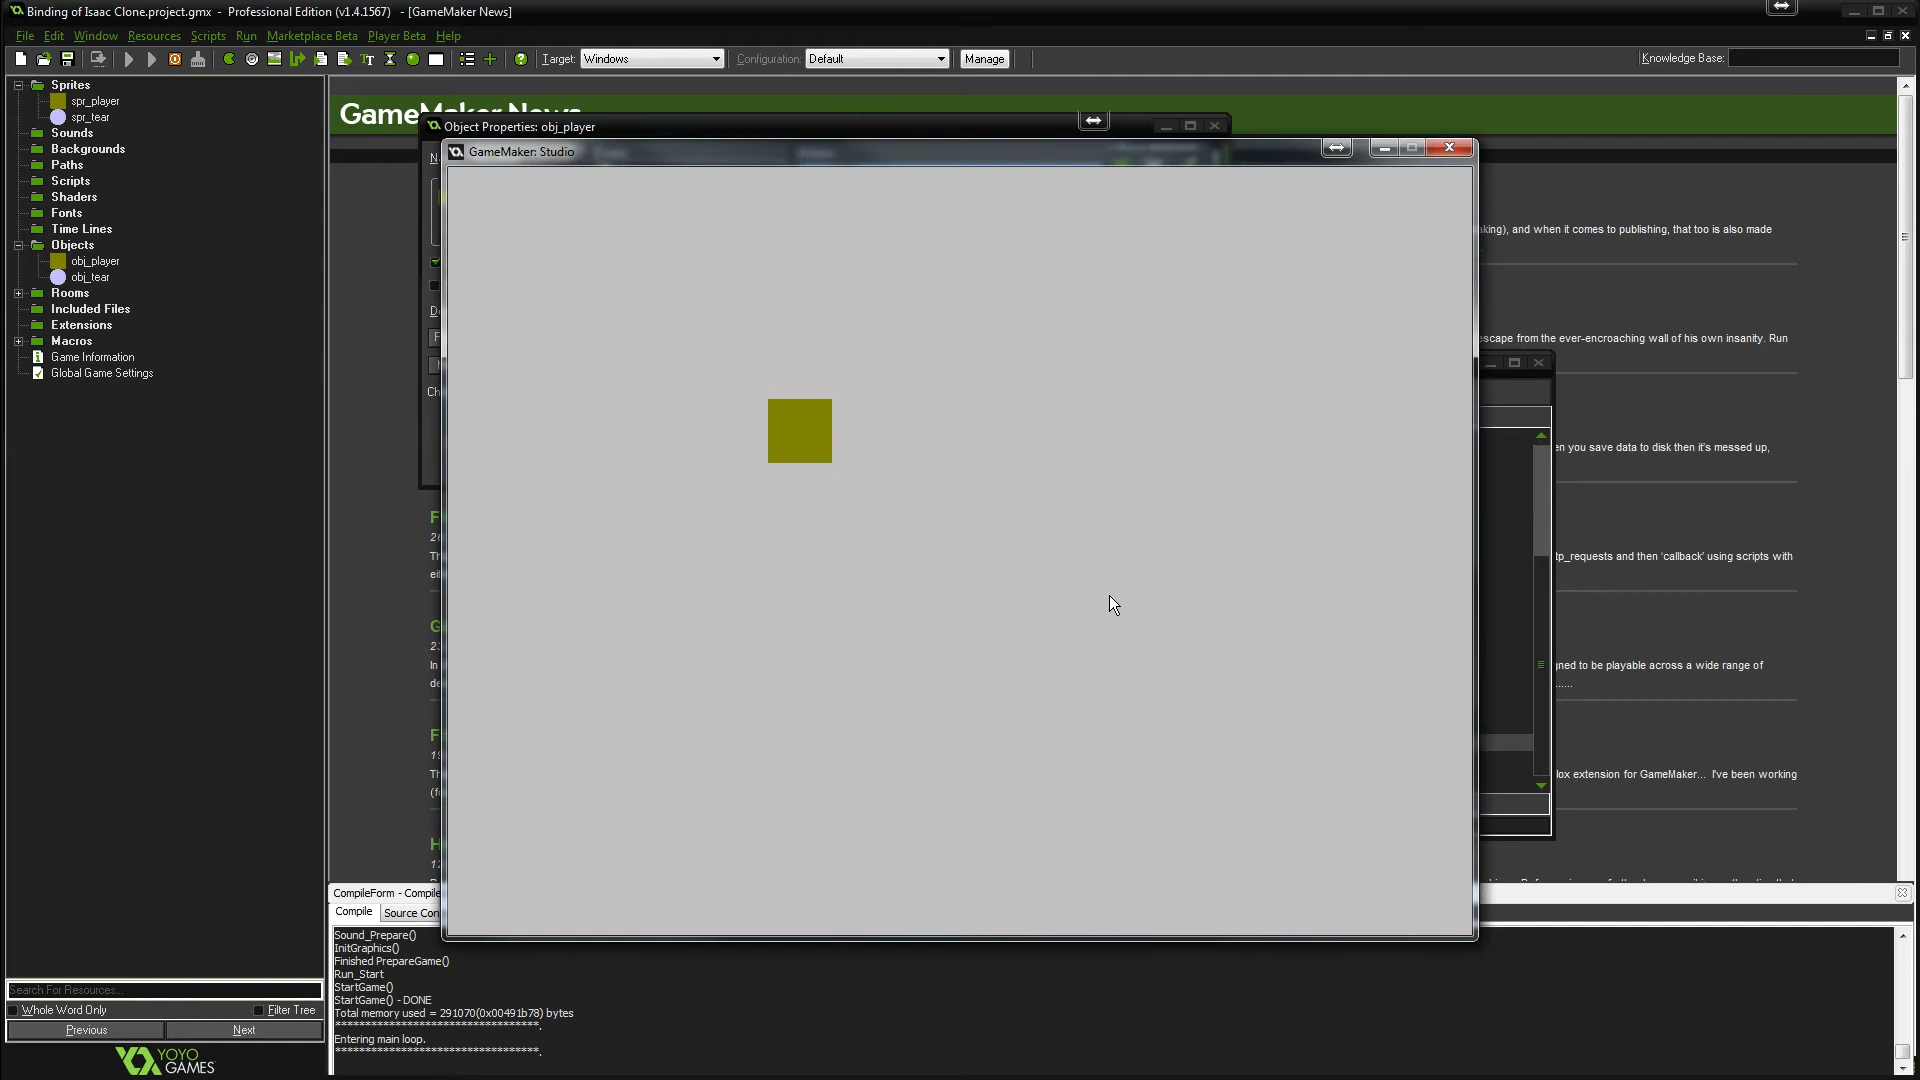 Binding of Isaac Clone.project.gmx - Professional Edition (v1.4.1567) - [GameMaker News]
File Edit Window Resources Scripts Run Marketplace Beta Player Beta Help
Target: Windows Configuration: Default Manage Knowledge Base:
Sprites
spr_player
spr_tear
Sounds
Backgrounds
Paths
Scripts
Shaders
Fonts
Time Lines
Objects
obj_player
obj_tear
Rooms
Included Files
Extensions
Macros
Game Information
Global Game Settings
Search For Resources...
Whole Word Only Filter Tree
Previous Next
YOYO
GAMES
GameMaker News
Object Properties: obj_player
GameMaker: Studio
king), and when it comes to publishing, that too is also made
scape from the ever-encroaching wall of his own insanity. Run
en you save data to disk then it's messed up,
tp_requests and then 'callback' using scripts with
gned to be playable across a wide range of
......
lox extension for GameMaker... I've been working
CompileForm - Compile
Compile Source Con
Sound_Prepare()
InitGraphics()
Finished PrepareGame()
Run_Start
StartGame()
StartGame() - DONE
Total memory used = 291070(0x00491b78) bytes
***********************************.
Entering main loop.
***********************************.